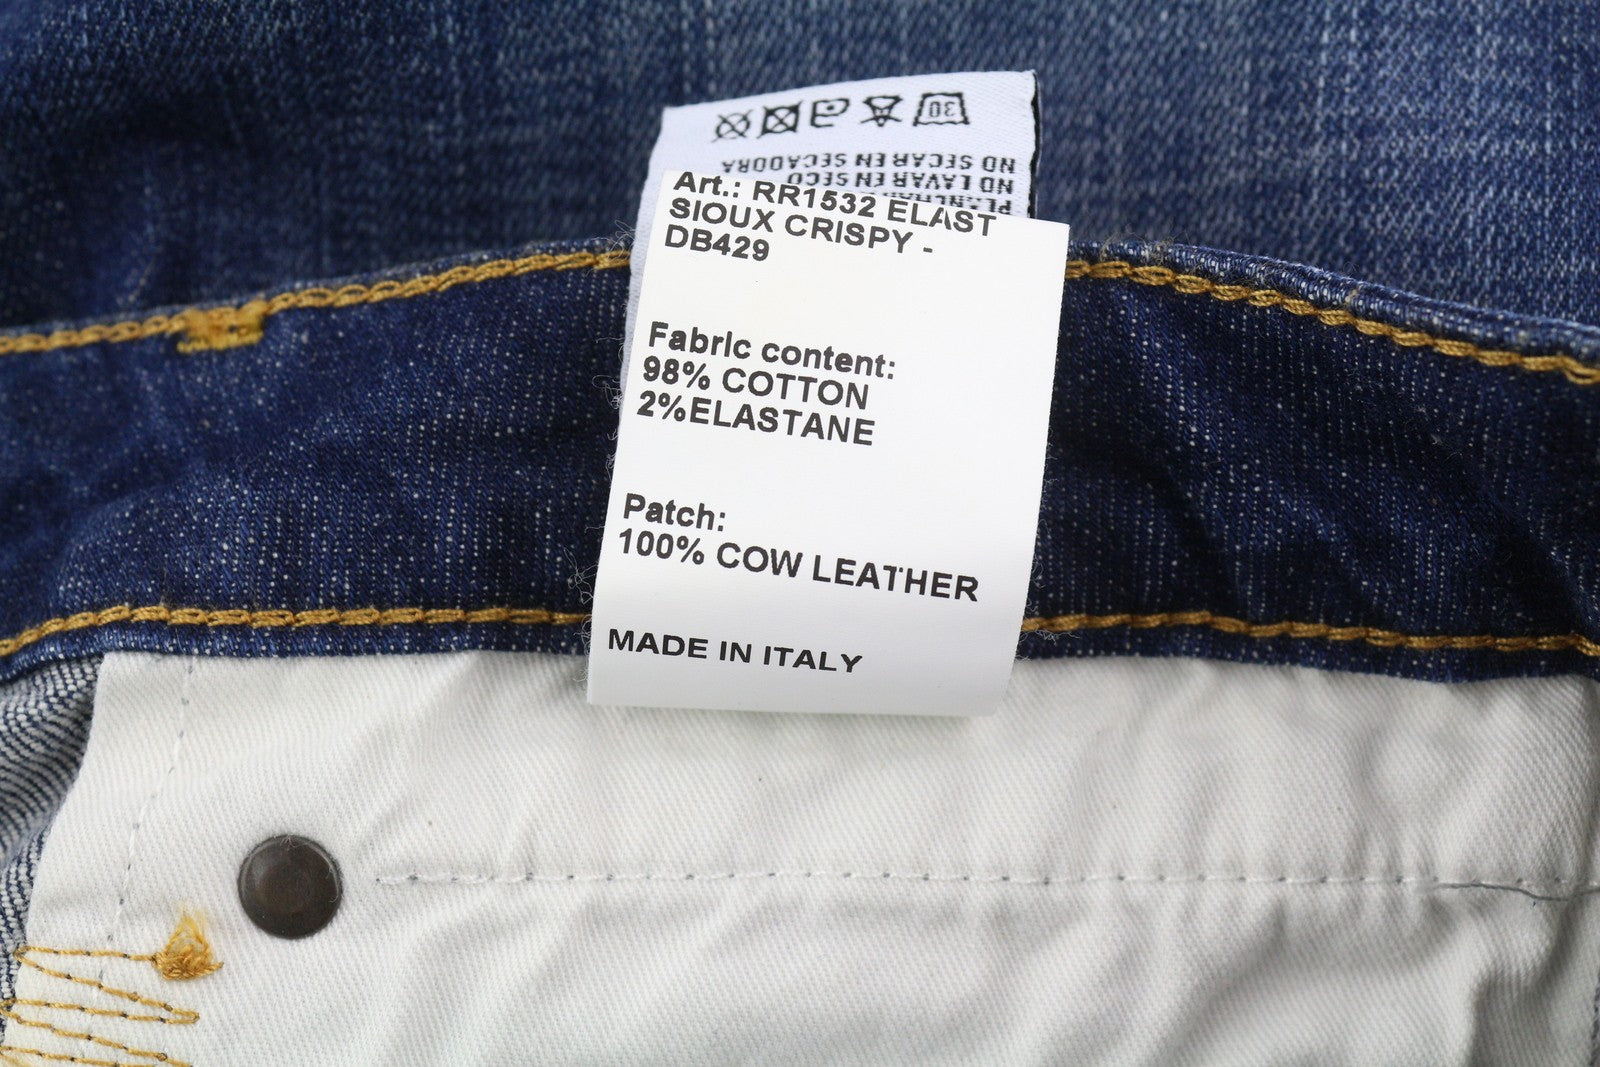 30
NO SECAR EN SECADORA
NO LAVAR EN SECO
Art.: RR1532 ELAST
SIOUX CRISPY -
DB429
Fabric content:
98% COTTON
2%ELASTANE
Patch:
100% COW LEATHER
MADE IN ITALY